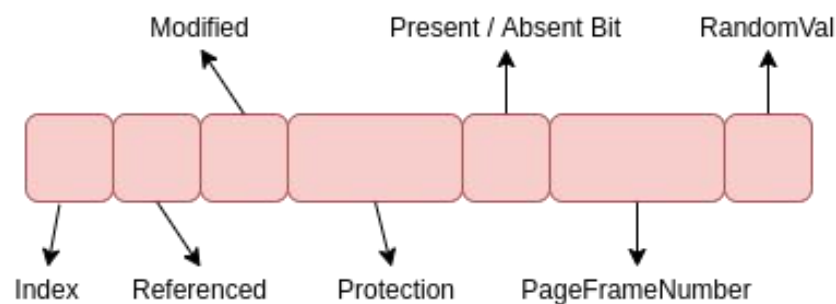 Modified
Present / Absent Bit
RandomVal
Index
Referenced
Protection
PageFrameNumber